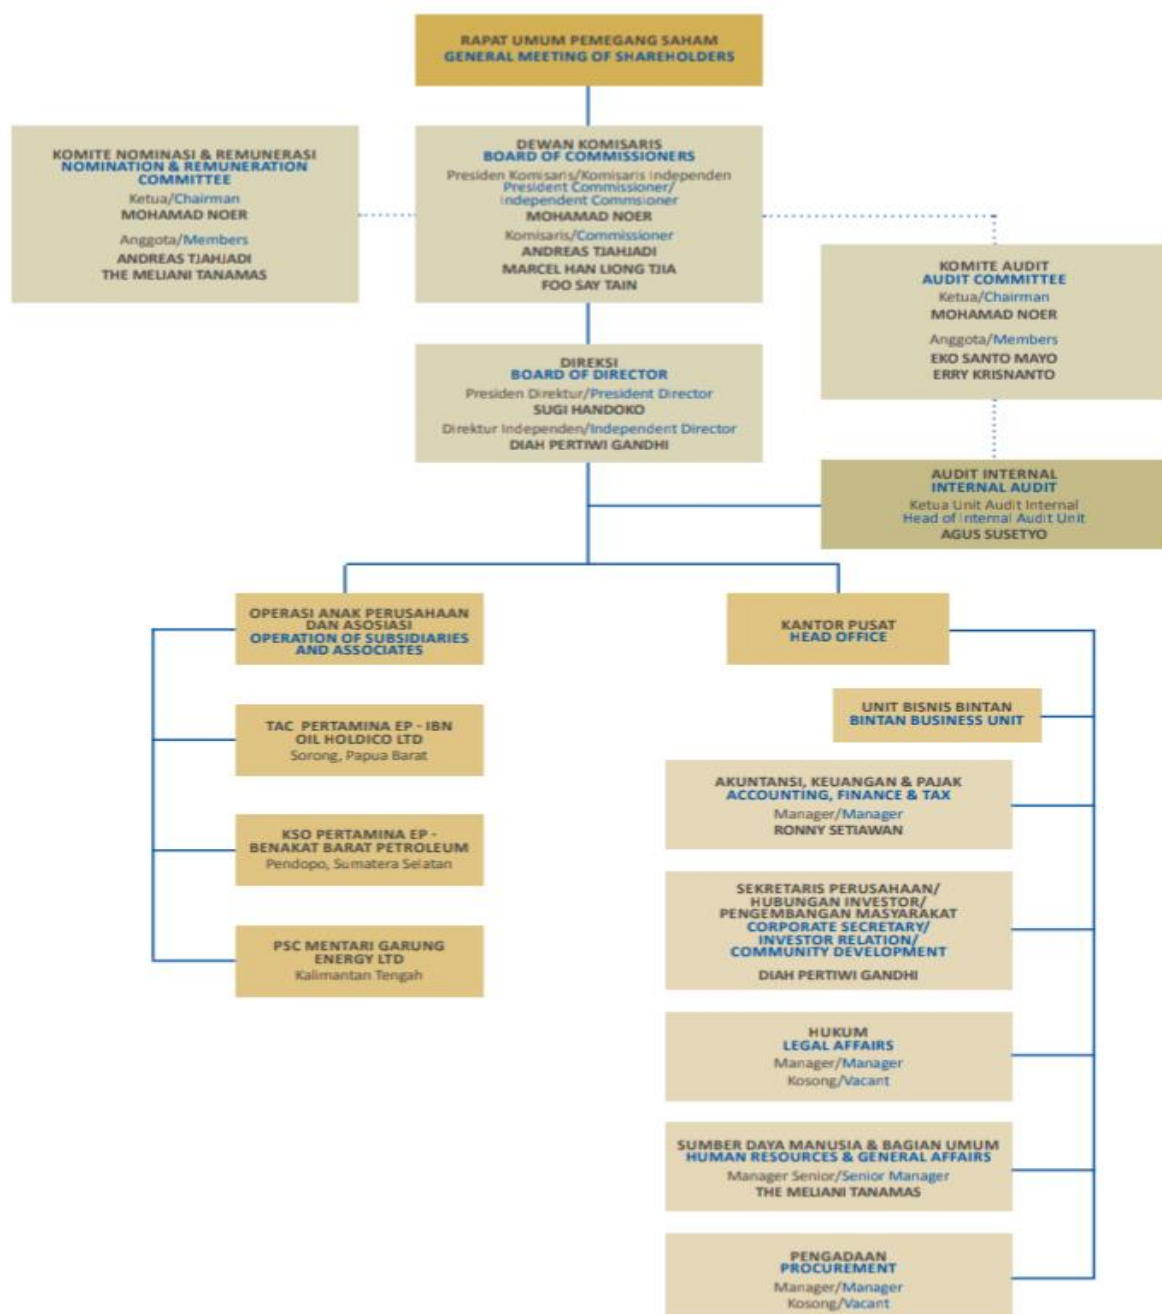 RAPAT UMUM PEMEGANG SAHAM
GENERAL MEETING OF SHAREHOLDERS
KOMITE NOMINASI & REMUNERASI
NOMINATION & REMUNERATION
COMMITTEE
Ketua/Chairman
MOHAMAD NOER
Anggota/Members
ANDREAS TJAHJADI
THE MELIANI TANAMAS
DEWAN KOMISARIS
BOARD OF COMMISSIONERS
Presiden Komisaris/Komisaris Independen
President Commissioner/
Independent Commsioner
MOHAMAD NOER
Komisaris/Commissioner
ANDREAS TJAHJADI
MARCEL HAN LIONG TJIA
FOO SAY TAIN
KOMITE AUDIT
AUDIT COMMITTEE
Ketua/Chairman
MOHAMAD NOER
Anggota/Members
EKO SANTO MAYO
ERRY KRISNANTO
DIREKSI
BOARD OF DIRECTOR
Presiden Direktur/President Director
SUGI HANDOKO
Direktur Independen/Independent Director
DIAH PERTIWI GANDHI
AUDIT INTERNAL
INTERNAL AUDIT
Ketua Unit Audit Internal
Head of Internal Audit Unit
AGUS SUSETYO
OPERASI ANAK PERUSAHAAN
DAN ASOSIASI
OPERATION OF SUBSIDIARIES
AND ASSOCIATES
TAC PERTAMINA EP - IBN
OIL HOLDICO LTD
Sorong, Papua Barat
KSO PERTAMINA EP -
BENAKAT BARAT PETROLEUM
Pendopo, Sumatera Selatan
PSC MENTARI GARUNG
ENERGY LTD
Kalimantan Tengah
KANTOR PUSAT
HEAD OFFICE
UNIT BISNIS BINTAN
BINTAN BUSINESS UNIT
AKUNTANSI, KEUANGAN & PAJAK
ACCOUNTING, FINANCE & TAX
Manager/Manager
RONNY SETIAWAN
SEKRETARIS PERUSAHAAN/
HUBUNGAN INVESTOR/
PENGEMBANGAN MASYARAKAT
CORPORATE SECRETARY/
INVESTOR RELATION/
COMMUNITY DEVELOPMENT
DIAH PERTIWI GANDHI
HUKUM
LEGAL AFFAIRS
Manager/Manager
Kosong/Vacant
SUMBER DAYA MANUSIA & BAGIAN UMUM
HUMAN RESOURCES & GENERAL AFFAIRS
Manager Senior/Senior Manager
THE MELIANI TANAMAS
PENGADAAN
PROCUREMENT
Manager/Manager
Kosong/Vacant